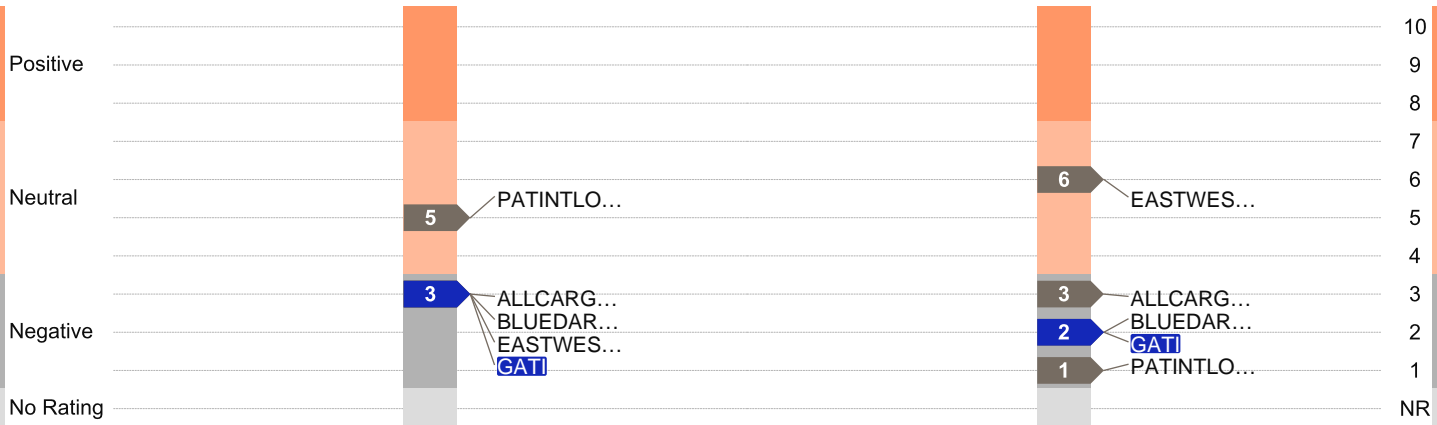 10
Positive
9
8
7
6
6
Neutral
PATINTLO...
EASTWES...
5
5
4
3
3
3
ALLCARG...
ALLCARG...
BLUEDAR...
BLUEDAR...
Negative
2
2
EASTWES...
GATI
GATI
1
PATINTLO...
1
No Rating
NR